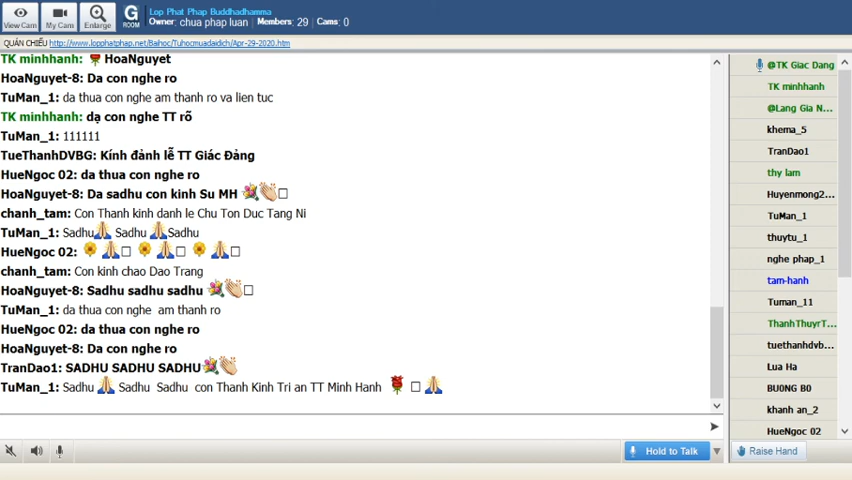 View Cam
My Cam
Enlarge
G
ROOM
Lop Phat Phap Buddhadhamma
Owner: chua phap luan Members: 29 Cams: 0
QUÁN CHIẾU http://www.lopphatphap.net/Baihoc/Tuhocmuadaidich/Apr-29-2020.htm
TK minhhanh: HoaNguyet
HoaNguyet-8: Da con nghe ro
TuMan_1: da thua con nghe am thanh ro va lien tuc
TK minhhanh: dạ con nghe TT rõ
TuMan_1: 111111
TueThanhDVBG: Kính đảnh lễ TT Giác Đảng
HueNgoc 02: da thua con nghe ro
HoaNguyet-8: Da sadhu con kinh Su MH
chanh_tam: Con Thanh kinh danh le Chu Ton Duc Tang Ni
TuMan_1: Sadhu Sadhu Sadhu
HueNgoc 02:
chanh_tam: Con kinh chao Dao Trang
HoaNguyet-8: Sadhu sadhu sadhu
TuMan_1: da thua con nghe am thanh ro
HueNgoc 02: da thua con nghe ro
HoaNguyet-8: Da con nghe ro
TranDao1: SADHU SADHU SADHU
TuMan_1: Sadhu Sadhu Sadhu con Thanh Kinh Tri an TT Minh Hanh
@TK Giac Dang
TK minhhanh
@Lang Gia N...
khema_5
TranDao1
thy lam
Huyenmong2...
TuMan_1
thuytu_1
nghe phap_1
tam-hanh
Tuman_11
ThanhThuyrT...
tuethanhdvb...
Lua Ha
BU0NG B0
khanh an_2
HueNgoc 02
Hold to Talk
Raise Hand